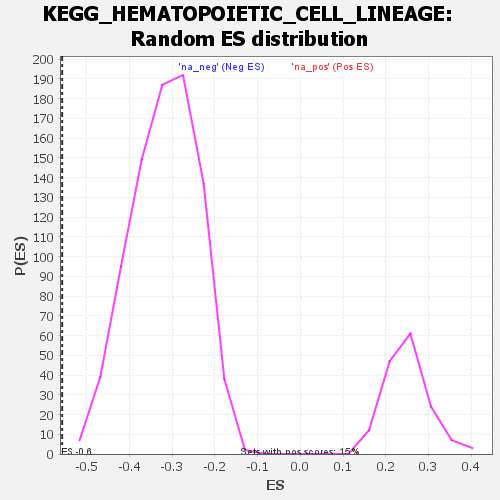 KEGG_HEMATOPOIETIC_CELL_LINEAGE:
Random ES distribution
'na_neg' (Neg ES) 'na_pos' (Pos ES)
200
190
180
170
160
150
140
130
120
110
100
90
80
70
60
50
40
30
20
10
0
P(ES)
ES -0.6
Sets with pos scores: 15%
-0.5 -0.4 -0.3 -0.2 -0.1 0.0 0.1 0.2 0.3 0.4
ES